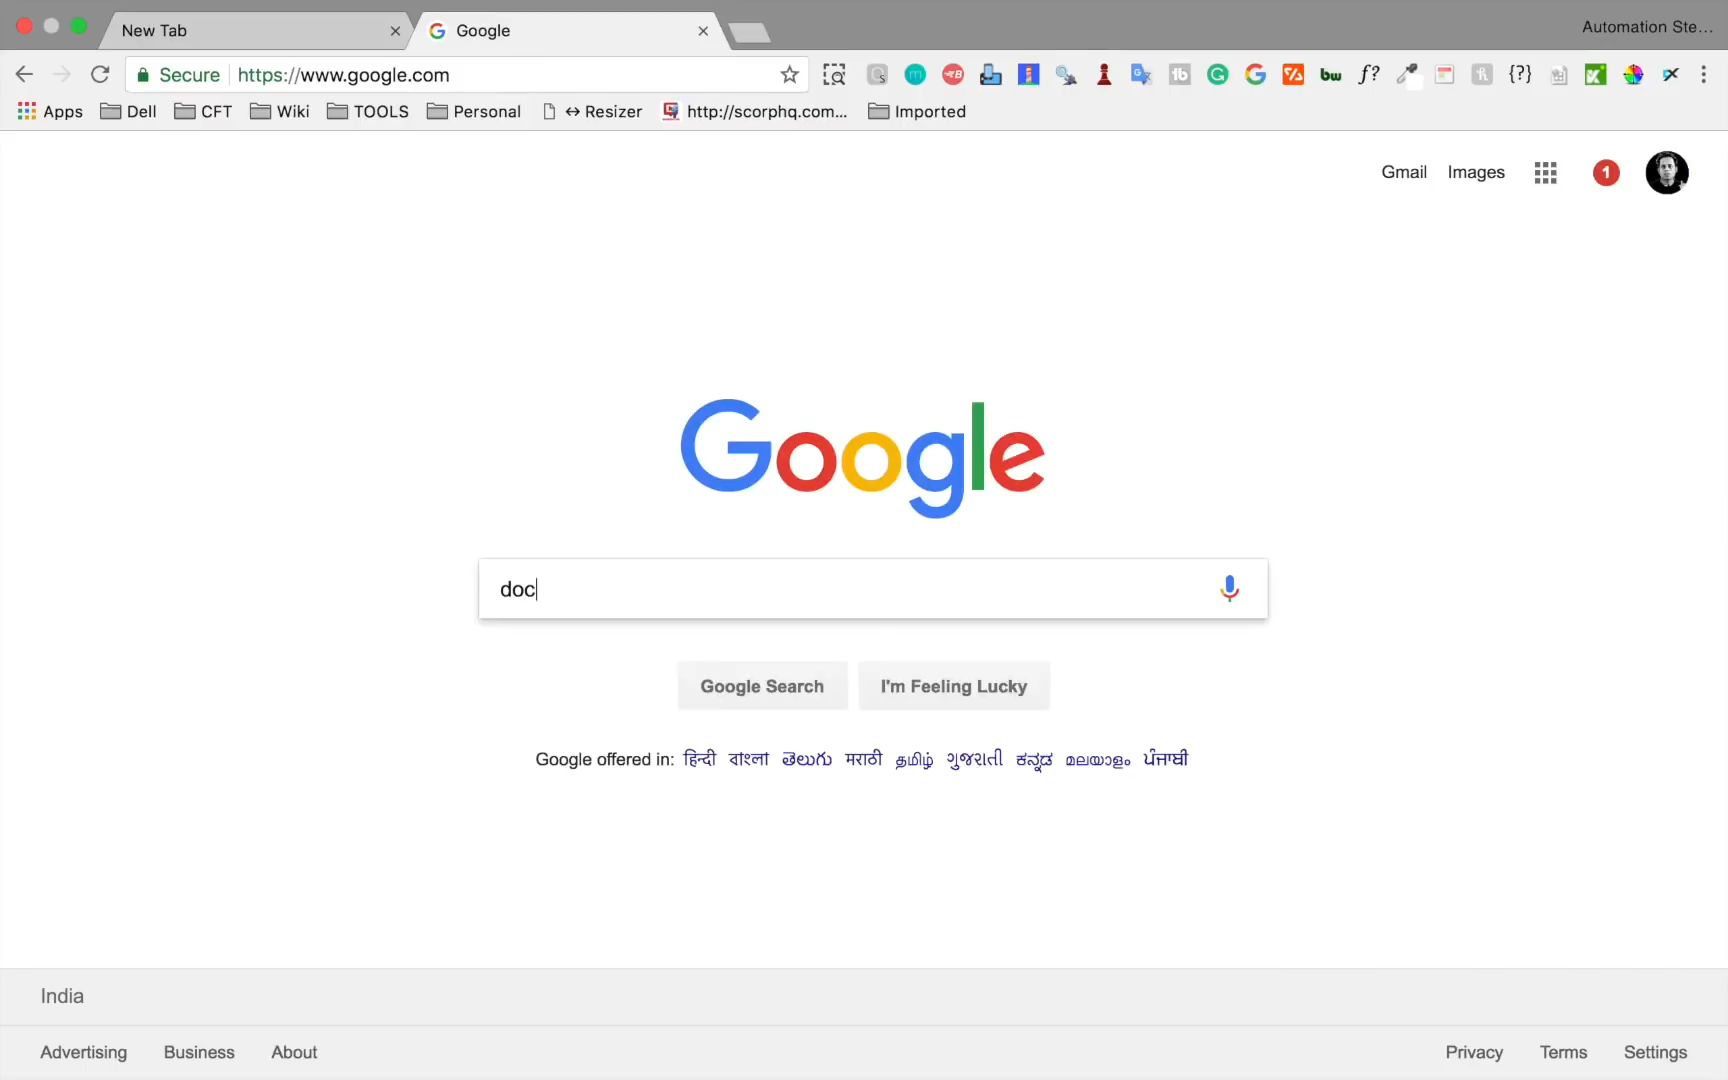 New Tab
Google
Automation Ste...
Secure
https://www.google.com
bw
f?
{?}
Apps
Dell
CFT
Wiki
TOOLS
Personal
↔ Resizer
http://scorphq.com...
Imported
Gmail
Images
1
Google
doc
Google Search
I'm Feeling Lucky
Google offered in: हिन्दी বাংলা తెలుగు मराठी தமிழ் ગુજરાતી ಕನ್ನಡ മലയാളം ਪੰਜਾਬੀ
India
Advertising
Business
About
Privacy
Terms
Settings